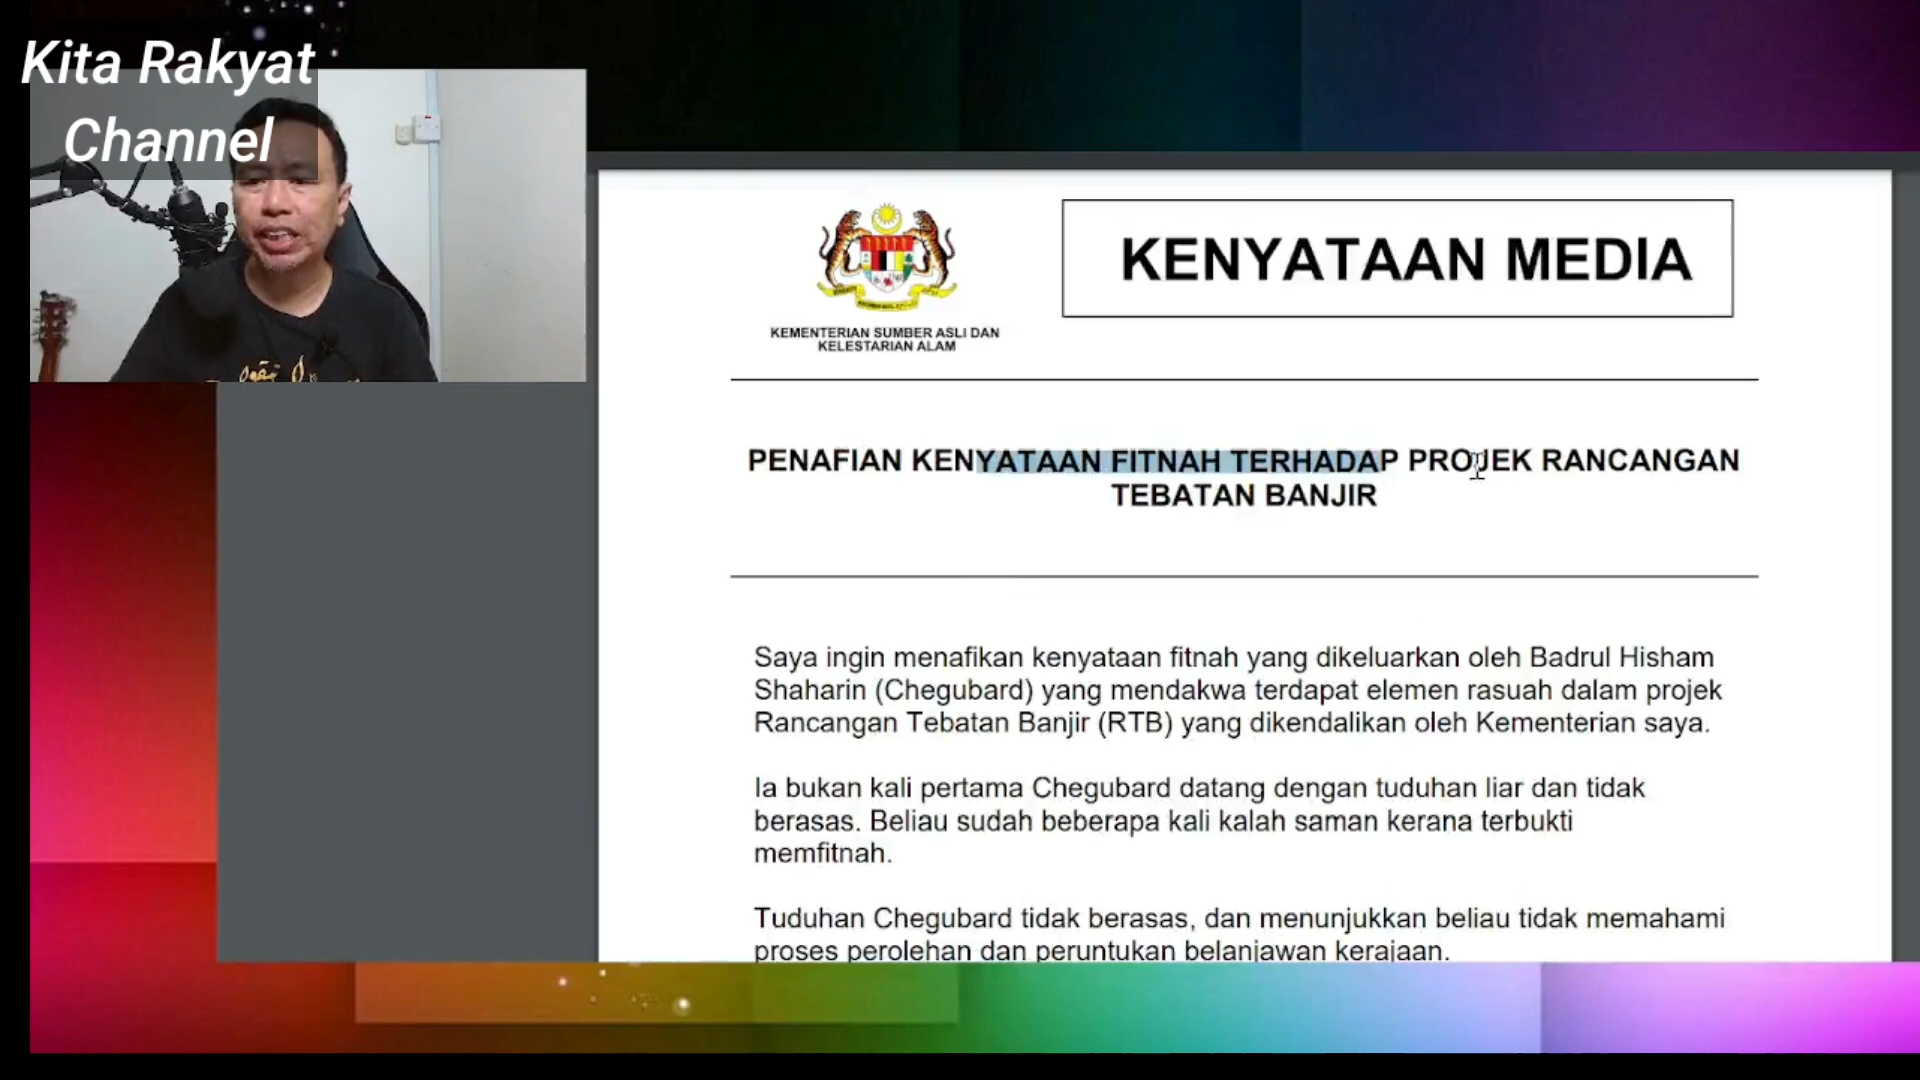 Kita Rakyat
Channel
KENYATAAN MEDIA
KEMENTERIAN SUMBER ASLI DAN
KELESTARIAN ALAM
PENAFIAN KENYATAAN FITNAH TERHADAP PROJEK RANCANGAN
TEBATAN BANJIR
Saya ingin menafikan kenyataan fitnah yang dikeluarkan oleh Badrul Hisham
Shaharin (Chegubard) yang mendakwa terdapat elemen rasuah dalam projek
Rancangan Tebatan Banjir (RTB) yang dikendalikan oleh Kementerian saya.
Ia bukan kali pertama Chegubard datang dengan tuduhan liar dan tidak
berasas. Beliau sudah beberapa kali kalah saman kerana terbukti
memfitnah.
Tuduhan Chegubard tidak berasas, dan menunjukkan beliau tidak memahami
proses perolehan dan peruntukan belanjawan kerajaan.